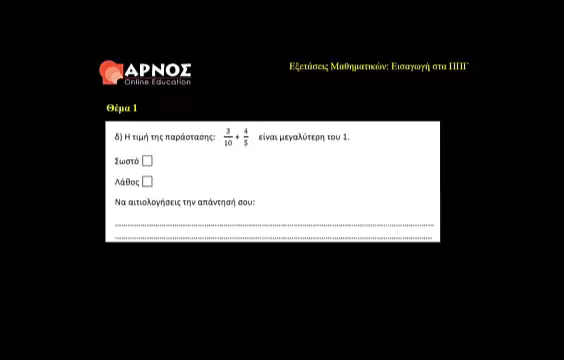 ΑΡΝΟΣ
Online Education
Εξετάσεις Μαθηματικών: Εισαγωγή στα ΠΠΓ
Θέμα 1
δ) Η τιμή της παράστασης: 3/10 + 4/5 είναι μεγαλύτερη του 1.
Σωστό
Λάθος
Να αιτιολογήσεις την απάντησή σου: